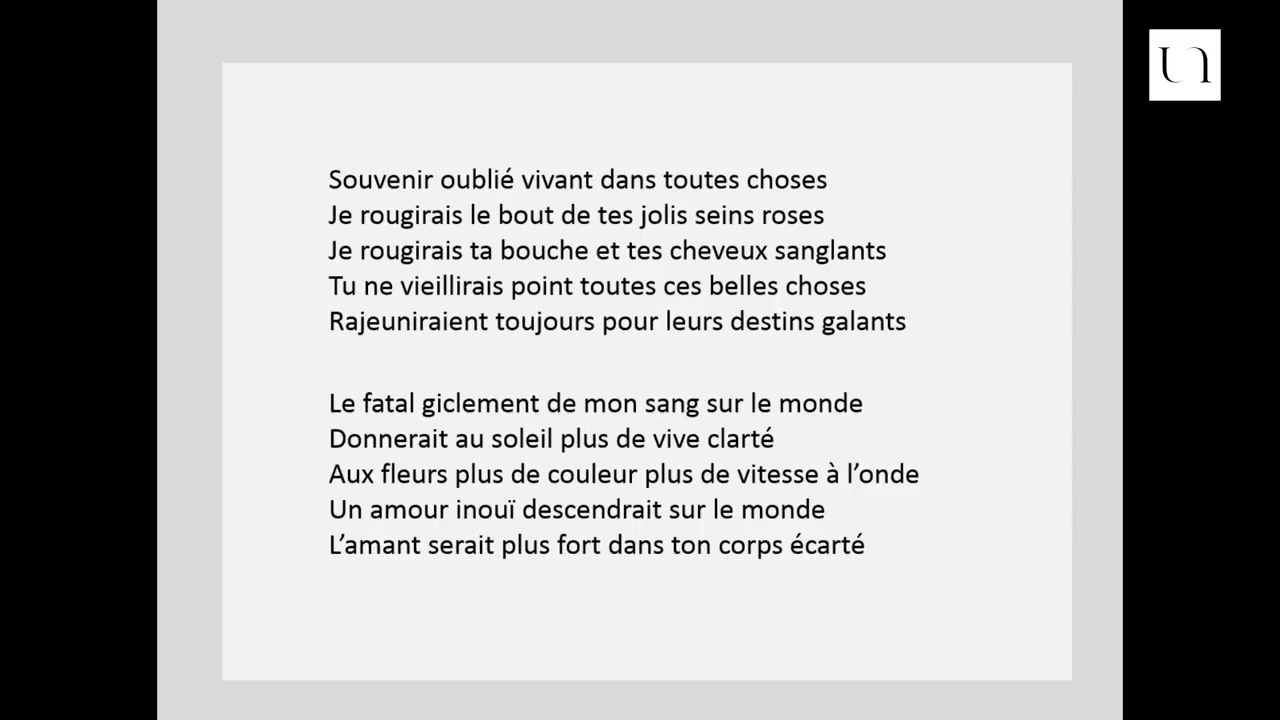 Souvenir oublié vivant dans toutes choses
Je rougirais le bout de tes jolis seins roses
Je rougirais ta bouche et tes cheveux sanglants
Tu ne vieillirais point toutes ces belles choses
Rajeuniraient toujours pour leurs destins galants
Le fatal giclement de mon sang sur le monde
Donnerait au soleil plus de vive clarté
Aux fleurs plus de couleur plus de vitesse à l’onde
Un amour inouï descendrait sur le monde
L’amant serait plus fort dans ton corps écarté